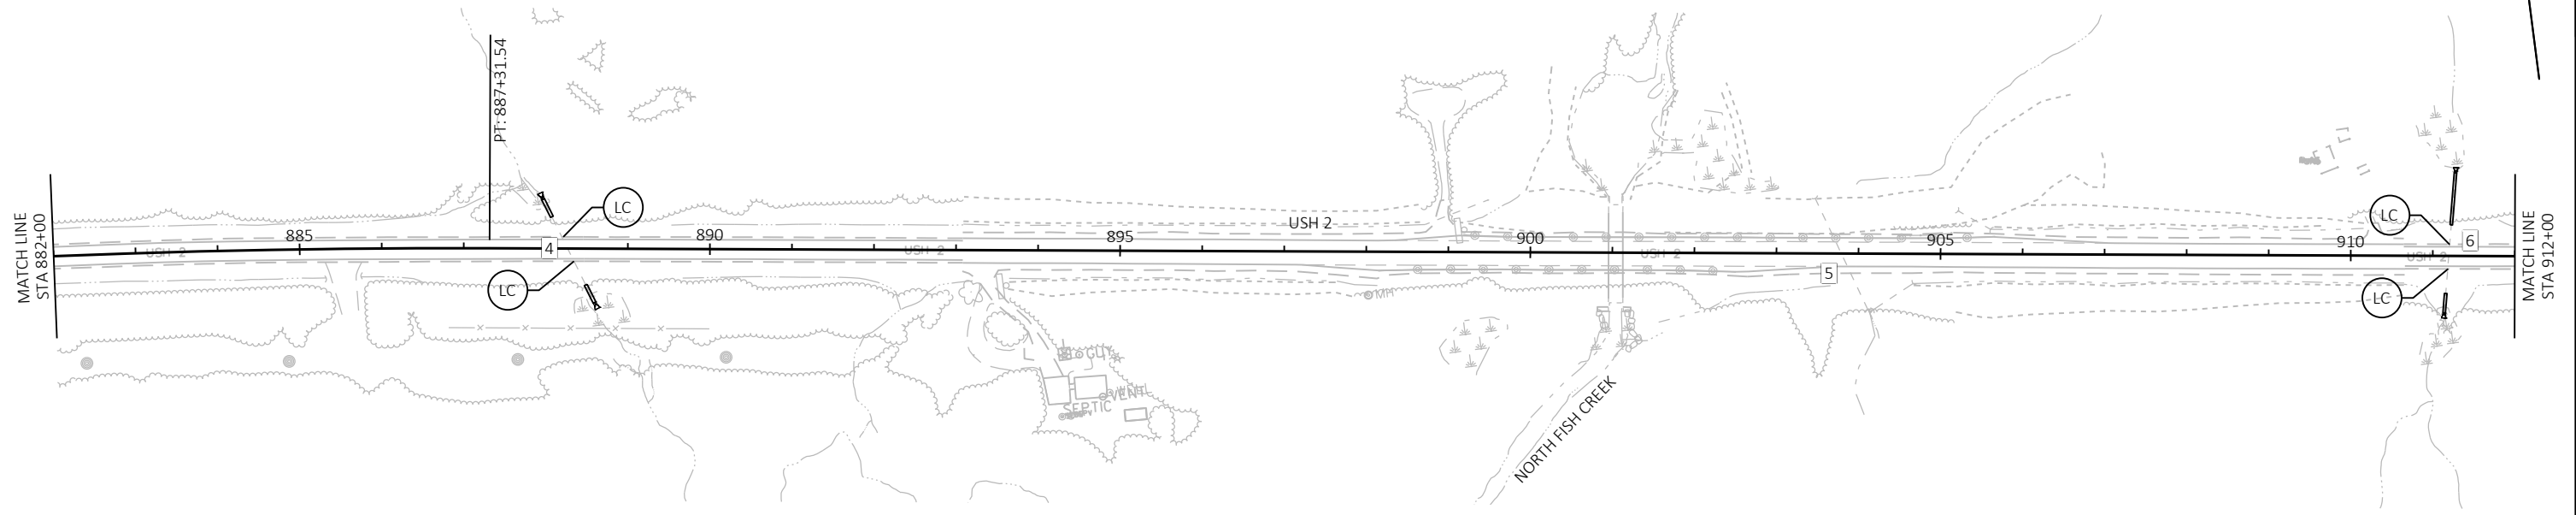 MATCH LINE
STA 882+00
PT: 887+31.54
885
USH 2
4
LC
LC
890
USH 2
895
USH 2
MH
GUY
VENT
SEPTIC
900
USH 2
NORTH FISH CREEK
5
905
910
LC
LC
6
USH 2
MATCH LINE
STA 912+00